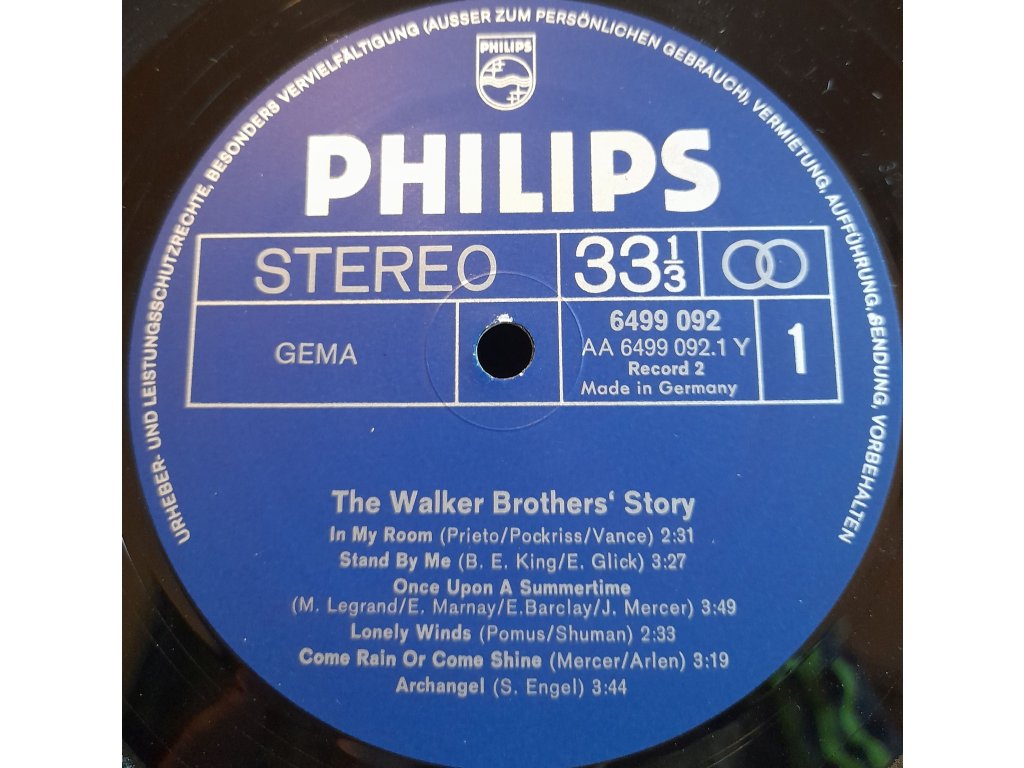 URHEBER- UND LEISTUNGSSCHUTZRECHTE, BESONDERS VERVIELFÄLTIGUNG (AUSSER ZUM PERSÖNLICHEN GEBRAUCH), VERMIETUNG, AUFFÜHRUNG, SENDUNG, VORBEHALTEN
PHILIPS
PHILIPS
STEREO
33 1/3
GEMA
6499 092
AA 6499 092.1 Y
Record 2
Made in Germany
1
The Walker Brothers‘ Story
In My Room (Prieto/Pockriss/Vance) 2:31
Stand By Me (B. E. King/E. Glick) 3:27
Once Upon A Summertime
(M. Legrand/E. Marnay/E.Barclay/J. Mercer) 3:49
Lonely Winds (Pomus/Shuman) 2:33
Come Rain Or Come Shine (Mercer/Arlen) 3:19
Archangel (S. Engel) 3:44